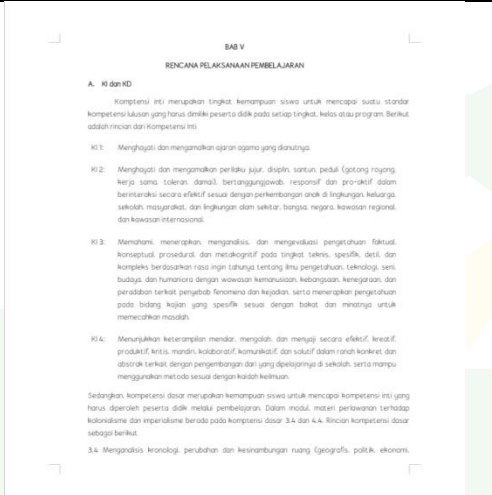 BAB V
RENCANA PELAKSANAAN PEMBELAJARAN
A. KI dan KD
Komptensi inti merupakan tingkat kemampuan siswa untuk mencapai suatu standar
kompetensi lulusan yang harus dimiliki peserta didik pada setiap tingkat, kelas atau program. Berikut
adalah rincian dari Kompetensi Inti
KI 1: Menghayati dan mengamalkan ajaran agama yang dianutnya.
KI 2: Menghayati dan mengamalkan perilaku jujur, disiplin, santun, peduli (gotong royong,
kerja sama, toleran, damai), bertanggungjawab, responsif dan pro-aktif dalam
berinteraksi secara efektif sesuai dengan perkembangan anak di lingkungan, keluarga,
sekolah, masyarakat, dan lingkungan alam sekitar, bangsa, negara, kawasan regional,
dan kawasan internasional.
KI 3: Memahami, menerapkan, menganalisis, dan mengevaluasi pengetahuan faktual,
konseptual, prosedural, dan metakognitif pada tingkat teknis, spesifik, detil, dan
kompleks berdasarkan rasa ingin tahunya tentang ilmu pengetahuan, teknologi, seni,
budaya, dan humaniora dengan wawasan kemanusiaan, kebangsaan, kenegaraan, dan
peradaban terkait penyebab fenomena dan kejadian, serta menerapkan pengetahuan
pada bidang kajian yang spesifik sesuai dengan bakat dan minatnya untuk
memecahkan masalah.
KI 4: Menunjukkan keterampilan menalar, mengolah, dan menyaji secara efektif, kreatif,
produktif, kritis, mandiri, kolaboratif, komunikatif, dan solutif dalam ranah konkret dan
abstrak terkait dengan pengembangan dari yang dipelajarinya di sekolah, serta mampu
menggunakan metoda sesuai dengan kaidah keilmuan.
Sedangkan, kompetensi dasar merupakan kemampuan siswa untuk mencapai kompetensi inti yang
harus diperoleh peserta didik melalui pembelajaran. Dalam modul, materi perlawanan terhadap
kolonidisme dan imperialisme berada pada komptensi dasar 3.4 dan 4.4. Rincian kompetensi dasar
sebagai berikut.
3.4 Menganalisis kronologi, perubahan dan kesinambungan ruang (geografis, politik, ekonomi,